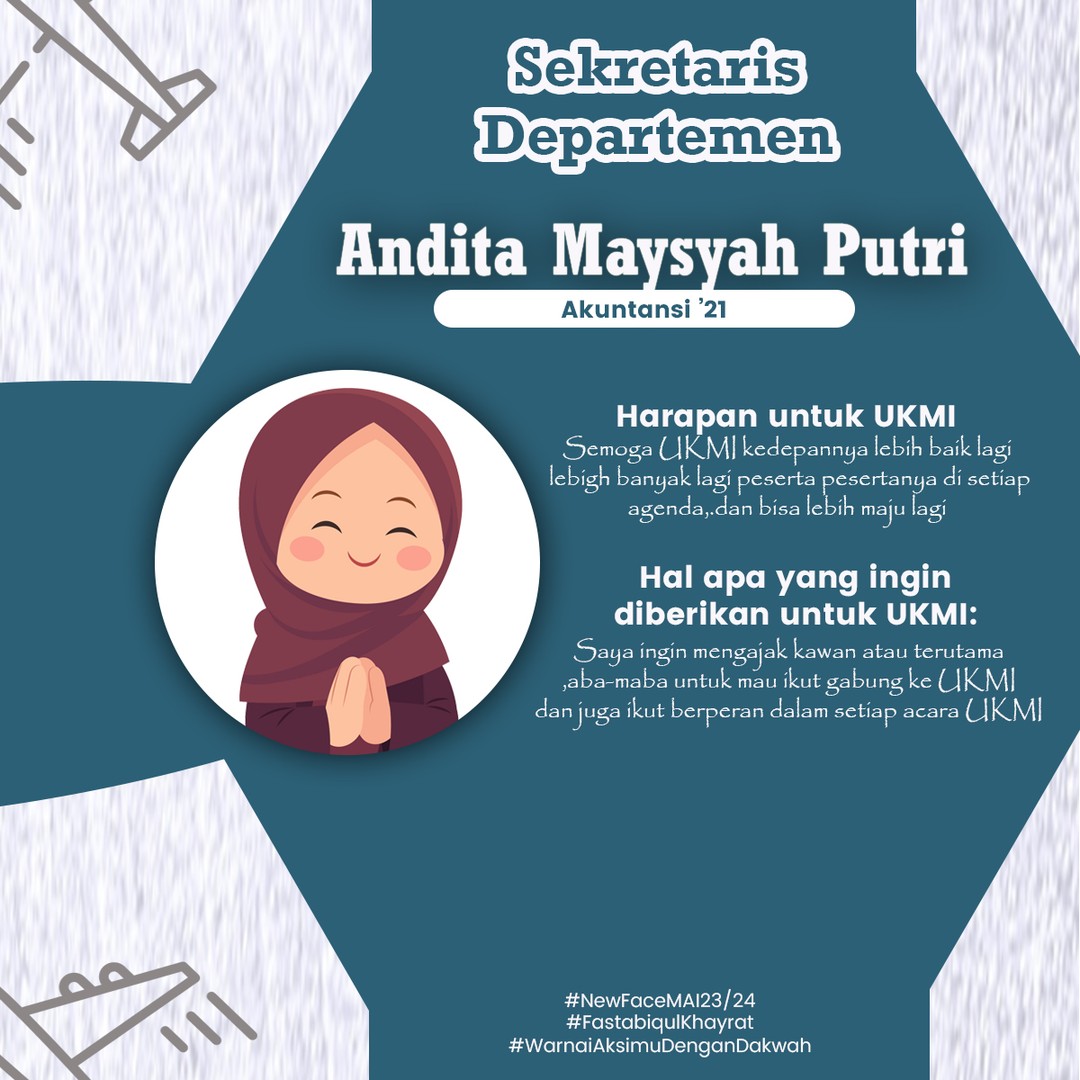 Sekretaris
Departemen
Andita Maysyah Putri
Akuntansi '21
Harapan untuk UKMI
Semoga UKMI kedepannya lebih baik lagi
lebigh banyak lagi peserta pesertanya di setiap
agenda,.dan bisa lebih maju lagi
Hal apa yang ingin
diberikan untuk UKMI:
Saya ingin mengajak kawan atau terutama
,aba-maba untuk mau ikut gabung ke UKMI
dan juga ikut berperan dalam setiap acara UKMI
#NewFaceMAI23/24
#FastabiqulKhayrat
#WarnaiAksimuDenganDakwah